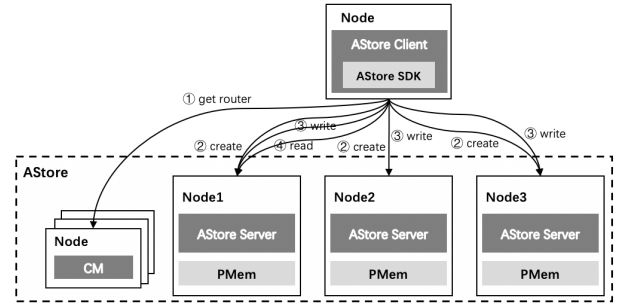 Node
AStore Client
AStore SDK
① get router
③ write
② create
④ read
② create
③ write
② create
③ write
AStore
Node
CM
Node1
AStore Server
PMem
Node2
AStore Server
PMem
Node3
AStore Server
PMem